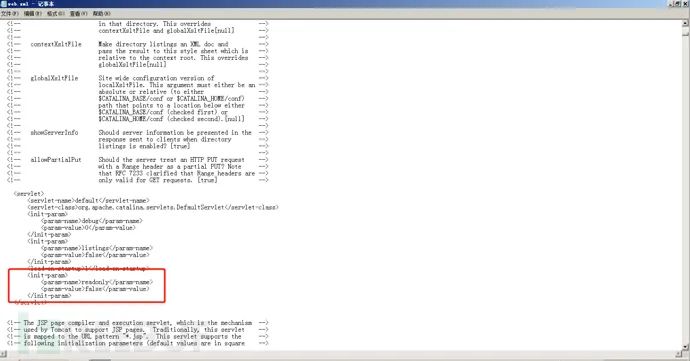 web.xml - 记事本
文件(F) 编辑(E) 格式(O) 查看(V) 帮助(H)
<!-- in that directory. This overrides -->
<!-- contextXsltFile and globalXsltFile[null] -->
<!-- -->
<!-- contextXsltFile Make directory listings an XML doc and -->
<!-- pass the result to this style sheet which is -->
<!-- relative to the context root. This overrides -->
<!-- globalXsltFile[null] -->
<!-- -->
<!-- globalXsltFile Site wide configuration version of -->
<!-- localXsltFile. This argument must either be an -->
<!-- absolute or relative (to either -->
<!-- $CATALINA_BASE/conf or $CATALINA_HOME/conf) -->
<!-- path that points to a location below either -->
<!-- $CATALINA_BASE/conf (checked first) or -->
<!-- $CATALINA_HOME/conf (checked second).[null] -->
<!-- -->
<!-- showServerInfo Should server information be presented in the -->
<!-- response sent to clients when directory -->
<!-- listings is enabled? [true] -->
<!-- -->
<!-- allowPartialPut Should the server treat an HTTP PUT request -->
<!-- with a Range header as a partial PUT? Note -->
<!-- that RFC 7233 clarified that Range headers are -->
<!-- only valid for GET requests. [true] -->
<servlet>
<servlet-name>default</servlet-name>
<servlet-class>org.apache.catalina.servlets.DefaultServlet</servlet-class>
<init-param>
<param-name>debug</param-name>
<param-value>0</param-value>
</init-param>
<init-param>
<param-name>listings</param-name>
<param-value>false</param-value>
</init-param>
<load-on-startup>1</load-on-startup>
<init-param>
<param-name>readonly</param-name>
<param-value>false</param-value>
</init-param>
</servlet>
<!-- The JSP page compiler and execution servlet, which is the mechanism -->
<!-- used by Tomcat to support JSP pages. Traditionally, this servlet -->
<!-- is mapped to the URL pattern "*.jsp". This servlet supports the -->
<!-- following initialization parameters (default values are in square -->